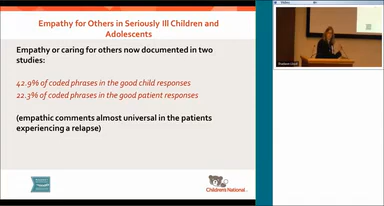 Empathy for Others in Seriously Ill Children and
Adolescents
Empathy or caring for others now documented in two
studies:
42.9% of coded phrases in the good child responses
22.3% of coded phrases in the good patient responses
(empathic comments almost universal in the patients
experiencing a relapse)
Children's National